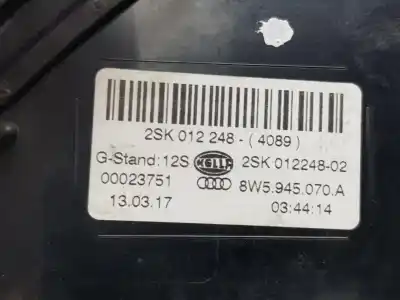 2SK 012 248 - ( 4089 )
G-Stand: 12S HELLA 2SK 012248-02
00023751 8W5.945.070.A
13.03.17 03:44:14